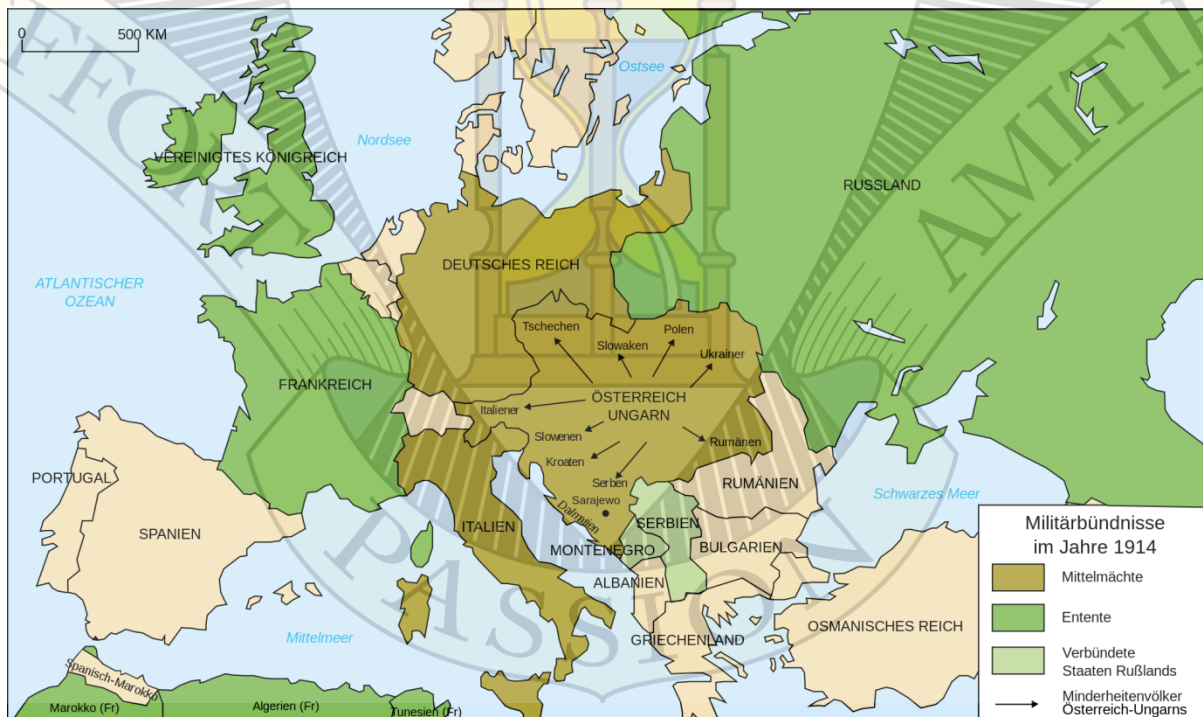 0 500 KM
EFFORT
AMITIÉ
PASSION
Ostsee
Nordsee
VEREINIGTES KÖNIGREICH
RUSSLAND
DEUTSCHES REICH
ATLANTISCHER
OZEAN
Tschechen
Polen
Slowaken
Ukrainer
FRANKREICH
ÖSTERREICH
UNGARN
Italiener
Slowenen
Rumänen
Kroaten
PORTUGAL
Serben
RUMÄNIEN
Schwarzes Meer
Sarajewo
Dalmatien
SPANIEN
ITALIEN
SERBIEN
MONTENEGRO
BULGARIEN
ALBANIEN
OSMANISCHES REICH
Mittelmeer
GRIECHENLAND
Spanisch-Marokko
Marokko (Fr)
Algerien (Fr)
Tunesien (Fr)
Militärbündnisse
im Jahre 1914
Mittelmächte
Entente
Verbündete
Staaten Rußlands
Minderheitenvölker
Österreich-Ungarns